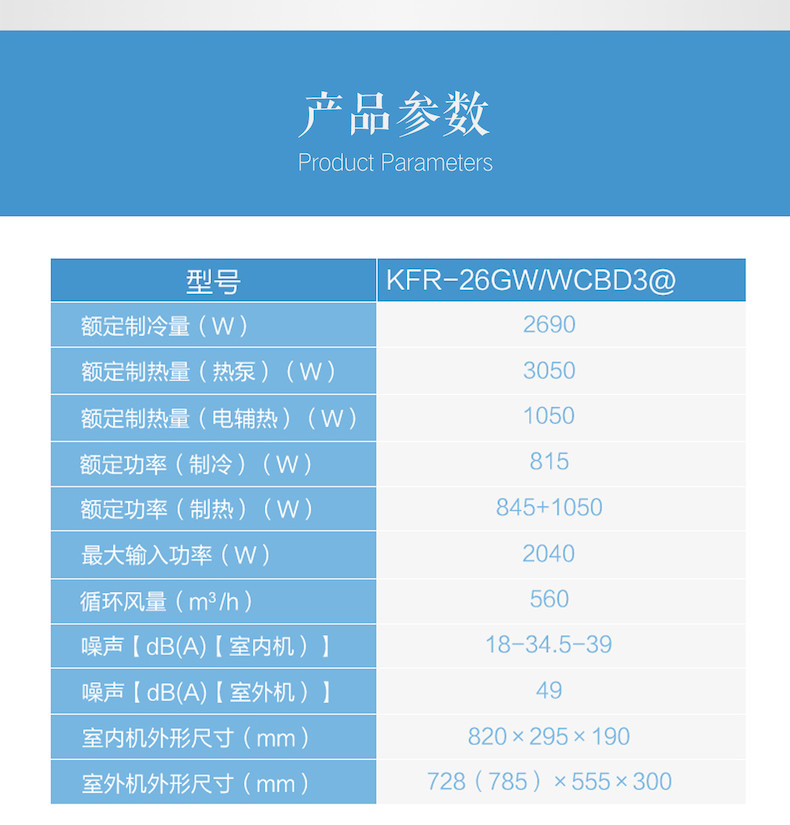 产品参数
Product Parameters
型号 KFR-26GW/WCBD3@
额定制冷量（W） 2690
额定制热量（热泵）（W） 3050
额定制热量（电辅热）（W） 1050
额定功率（制冷）（W） 815
额定功率（制热）（W） 845+1050
最大输入功率（W） 2040
循环风量（m³/h） 560
噪声【dB(A)【室内机）】 18-34.5-39
噪声【dB(A)【室外机）】 49
室内机外形尺寸（mm） 820×295×190
室外机外形尺寸（mm） 728（785）×555×300